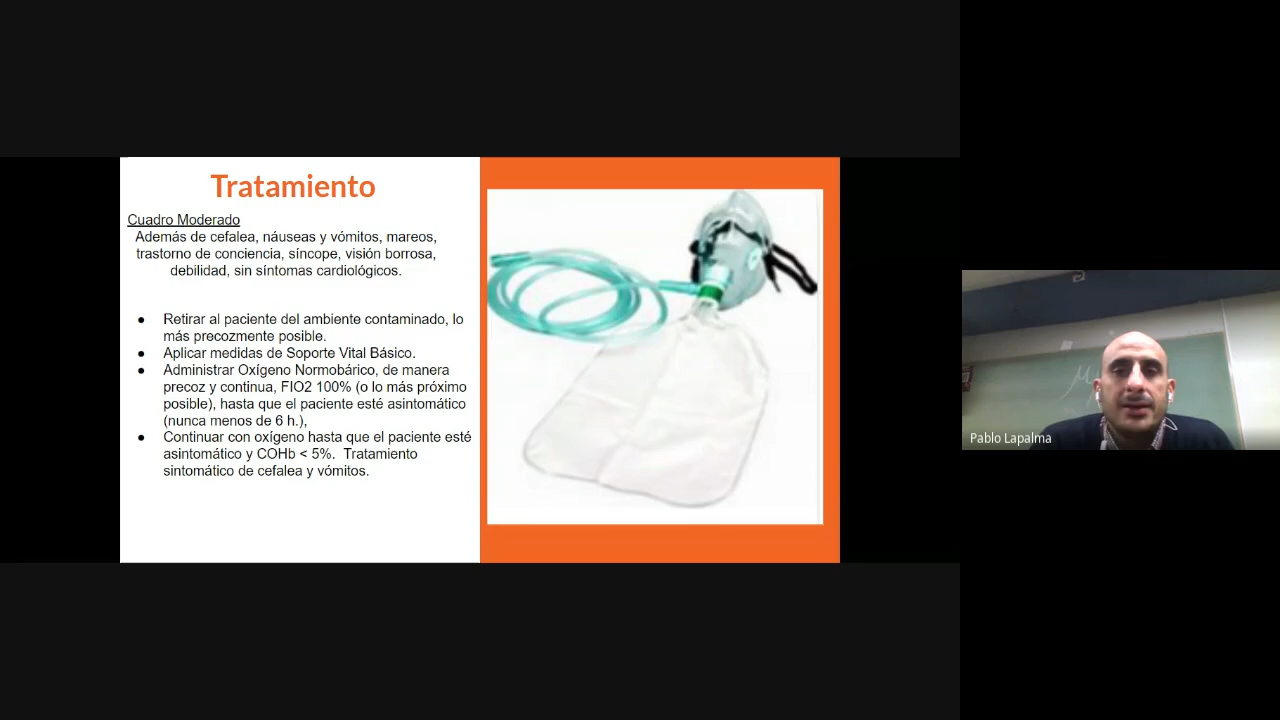 Tratamiento
Cuadro Moderado
Además de cefalea, náuseas y vómitos, mareos,
trastorno de conciencia, síncope, visión borrosa,
debilidad, sin síntomas cardiológicos.
● Retirar al paciente del ambiente contaminado, lo
más precozmente posible.
● Aplicar medidas de Soporte Vital Básico.
● Administrar Oxígeno Normobárico, de manera
precoz y continua, FIO2 100% (o lo más próximo
posible), hasta que el paciente esté asintomático
(nunca menos de 6 h.),
● Continuar con oxígeno hasta que el paciente esté
asintomático y COHb < 5%. Tratamiento
sintomático de cefalea y vómitos.
Pablo Lapalma